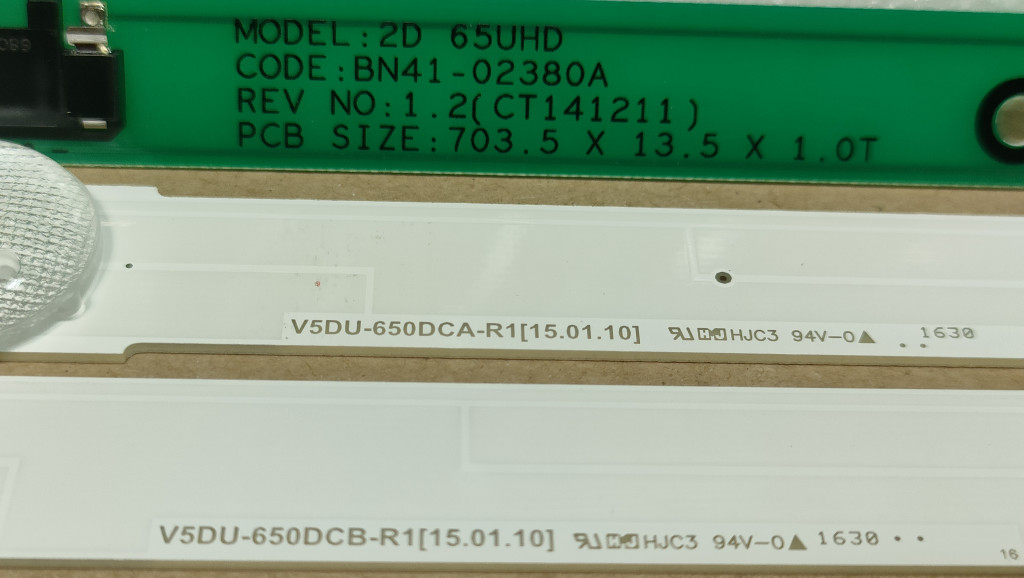 MODEL:2D 65UHD
CODE:BN41-02380A
REV NO:1.2(CT141211)
PCB SIZE:703.5 X 13.5 X 1.0T
V5DU-650DCA-R1[15.01.10] HJC3 94V-0 1630
V5DU-650DCB-R1[15.01.10] HJC3 94V-0 1630
16